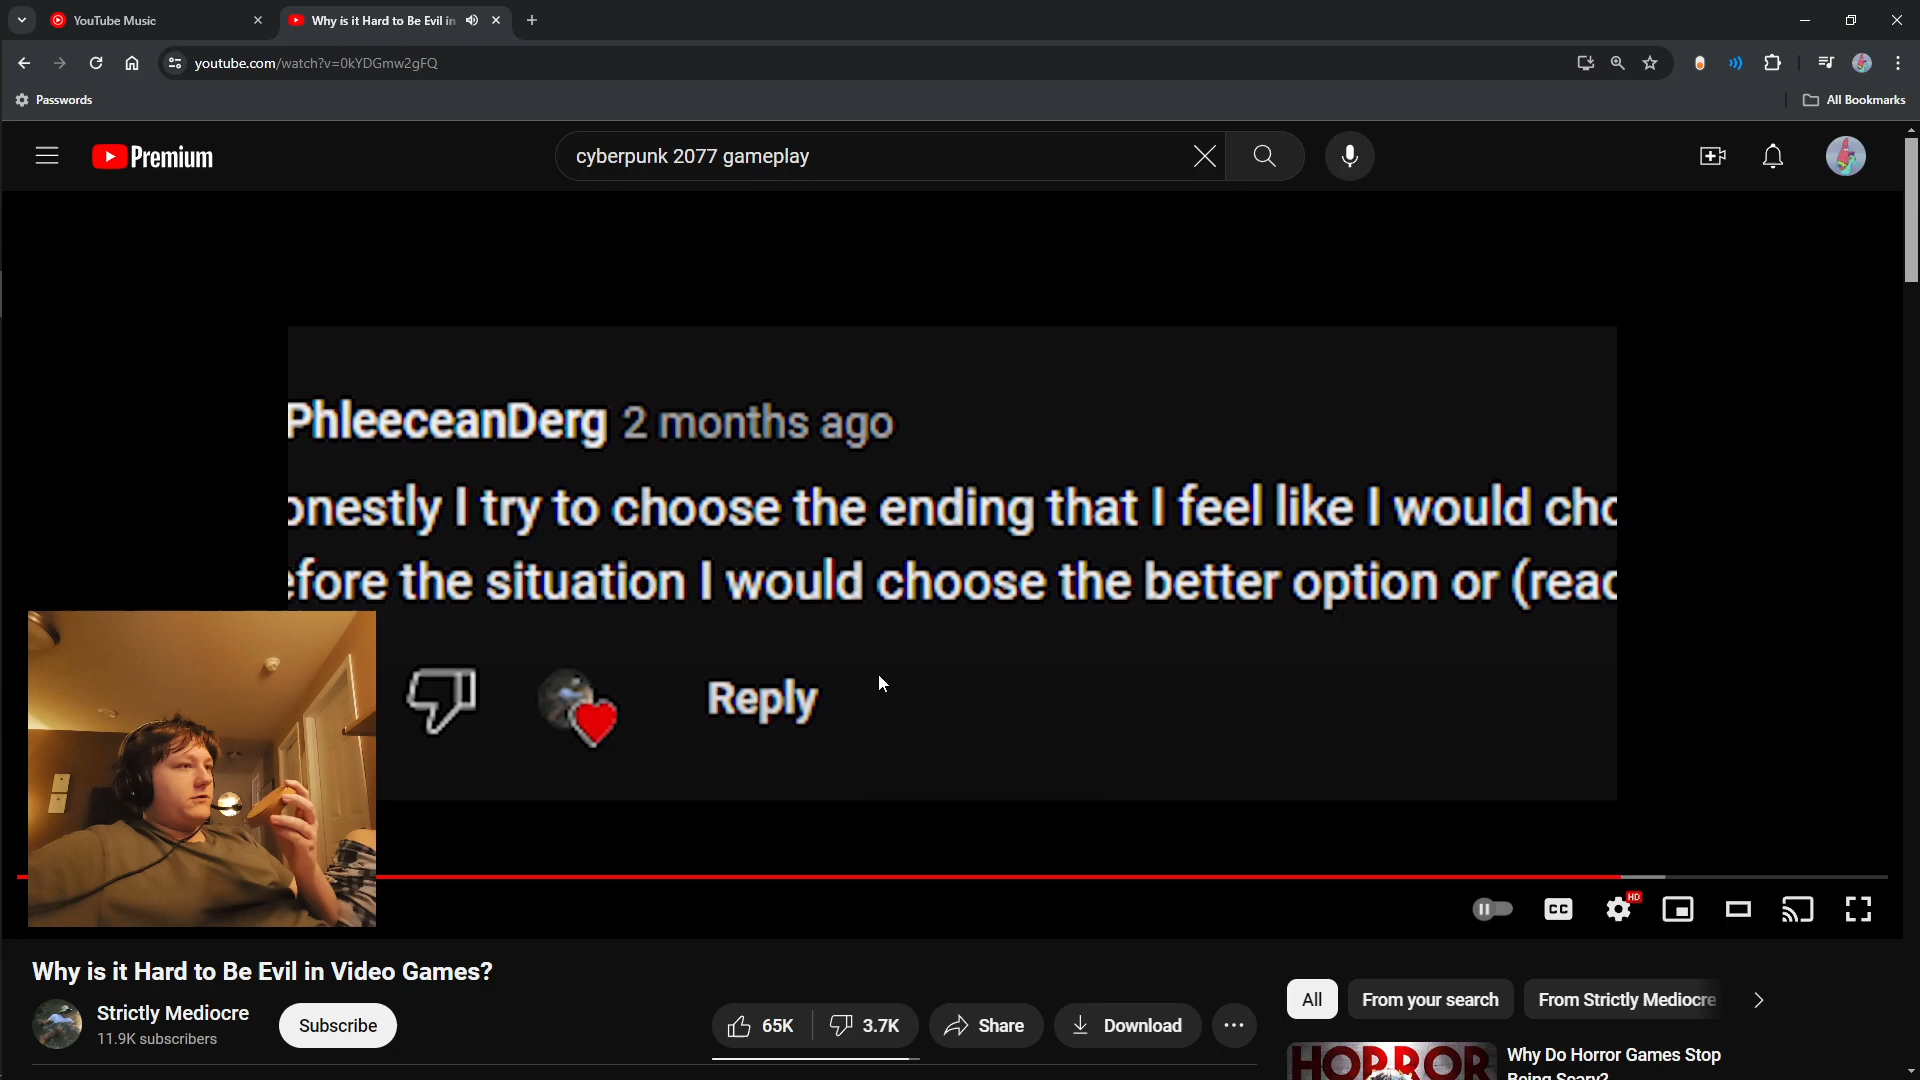 YouTube Music
Why is it Hard to Be Evil in
youtube.com/watch?v=0kYDGmw2gFQ
Passwords
All Bookmarks
Premium
cyberpunk 2077 gameplay
PhleeceanDerg 2 months ago
onestly I try to choose the ending that I feel like I would cho
efore the situation I would choose the better option or (read
Reply
CC
HD
Why is it Hard to Be Evil in Video Games?
Strictly Mediocre
11.9K subscribers
Subscribe
65K
3.7K
Share
Download
All
From your search
From Strictly Mediocre
HORROR
Why Do Horror Games Stop
Being Scary?